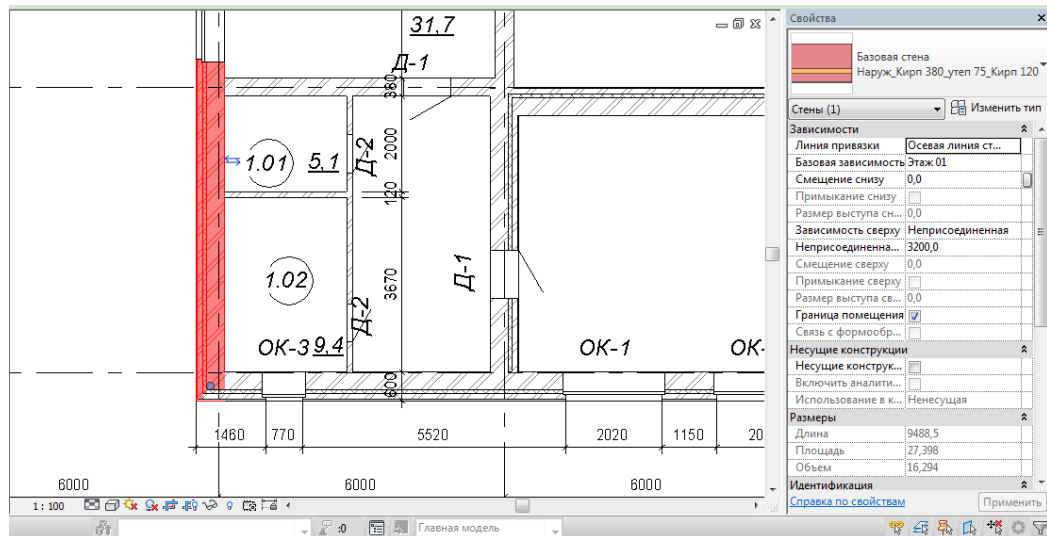 31,7
Д-1
380
1.01
5,1
Д-2
2000
120
1.02
3670
Д-2
Д-1
ОК-3
9,4
ОК-1
ОК-
600
1460
770
5520
2020
1150
20
6000
6000
6000
1 : 100
:0
Главная модель
Свойства
Базовая стена
Наруж_Кирп 380_утеп 75_Кирп 120
Стены (1)
Изменить тип
Зависимости
Линия привязки Осевая линия ст...
Базовая зависимость Этаж 01
Смещение снизу 0,0
Примыкание снизу
Размер выступа сн... 0,0
Зависимость сверху Неприсоединенная
Неприсоединенна... 3200,0
Смещение сверху 0,0
Примыкание сверху
Размер выступа св... 0,0
Граница помещения
Связь с формообр...
Несущие конструкции
Несущие конструк...
Включить аналити...
Использование в к... Ненесущая
Размеры
Длина 9488,5
Площадь 27,398
Объем 16,294
Идентификация
Справка по свойствам
Применить